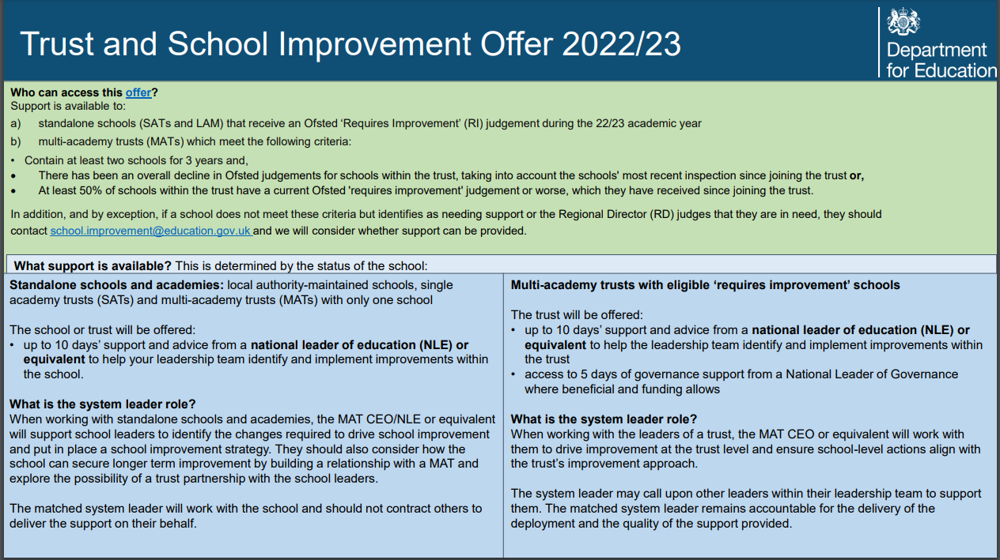 Trust and School Improvement Offer 2022/23
Department
for Education
Who can access this offer?
Support is available to:
a) standalone schools (SATs and LAM) that receive an Ofsted ‘Requires Improvement’ (RI) judgement during the 22/23 academic year
b) multi-academy trusts (MATs) which meet the following criteria:
• Contain at least two schools for 3 years and,
• There has been an overall decline in Ofsted judgements for schools within the trust, taking into account the schools' most recent inspection since joining the trust or,
• At least 50% of schools within the trust have a current Ofsted 'requires improvement' judgement or worse, which they have received since joining the trust.
In addition, and by exception, if a school does not meet these criteria but identifies as needing support or the Regional Director (RD) judges that they are in need, they should
contact school.improvement@education.gov.uk and we will consider whether support can be provided.
What support is available? This is determined by the status of the school:
Standalone schools and academies: local authority-maintained schools, single
academy trusts (SATs) and multi-academy trusts (MATs) with only one school
The school or trust will be offered:
• up to 10 days’ support and advice from a national leader of education (NLE) or
equivalent to help your leadership team identify and implement improvements within
the school.
What is the system leader role?
When working with standalone schools and academies, the MAT CEO/NLE or equivalent
will support school leaders to identify the changes required to drive school improvement
and put in place a school improvement strategy. They should also consider how the
school can secure longer term improvement by building a relationship with a MAT and
explore the possibility of a trust partnership with the school leaders.
The matched system leader will work with the school and should not contract others to
deliver the support on their behalf.
Multi-academy trusts with eligible ‘requires improvement’ schools
The trust will be offered:
• up to 10 days’ support and advice from a national leader of education (NLE) or
equivalent to help the leadership team identify and implement improvements within
the trust
• access to 5 days of governance support from a National Leader of Governance
where beneficial and funding allows
What is the system leader role?
When working with the leaders of a trust, the MAT CEO or equivalent will work with
them to drive improvement at the trust level and ensure school-level actions align with
the trust’s improvement approach.
The system leader may call upon other leaders within their leadership team to support
them. The matched system leader remains accountable for the delivery of the
deployment and the quality of the support provided.